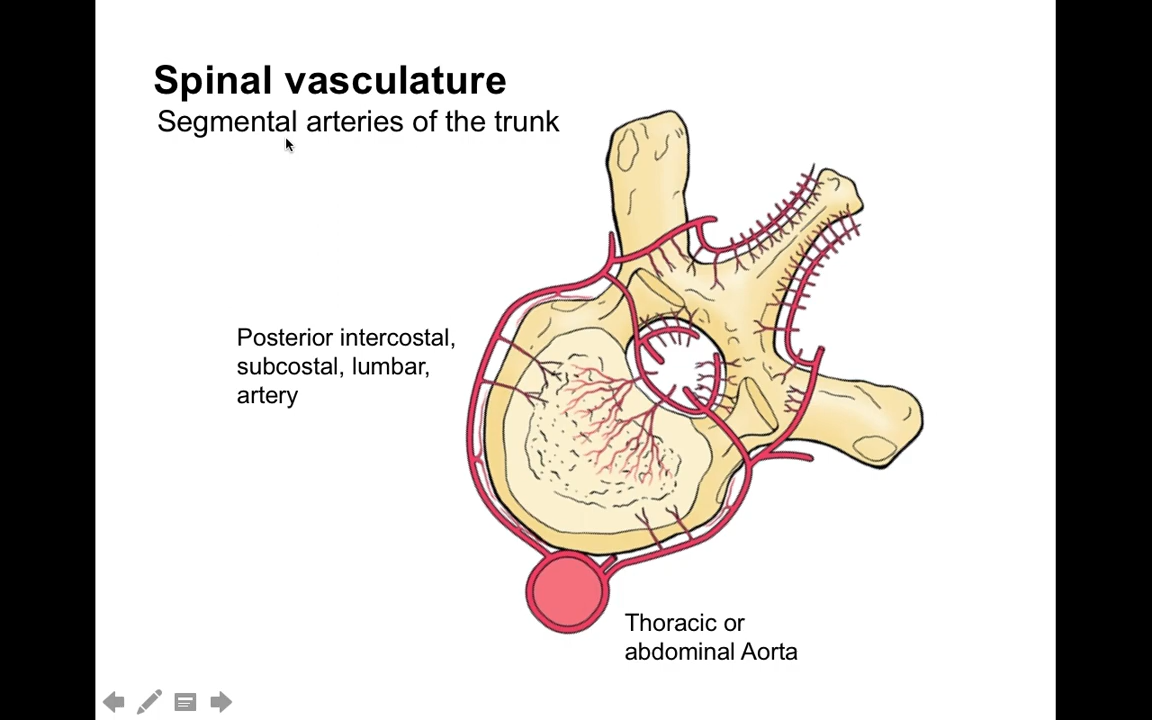 Spinal vasculature
Segmental arteries of the trunk
Posterior intercostal,
subcostal, lumbar,
artery
Thoracic or
abdominal Aorta